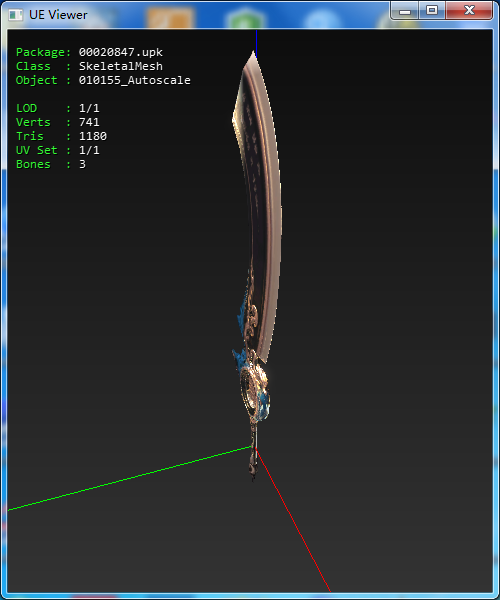 UE Viewer
Package: 00020847.upk
Class : SkeletalMesh
Object : 010155_Autoscale
LOD : 1/1
Verts : 741
Tris : 1180
UV Set : 1/1
Bones : 3